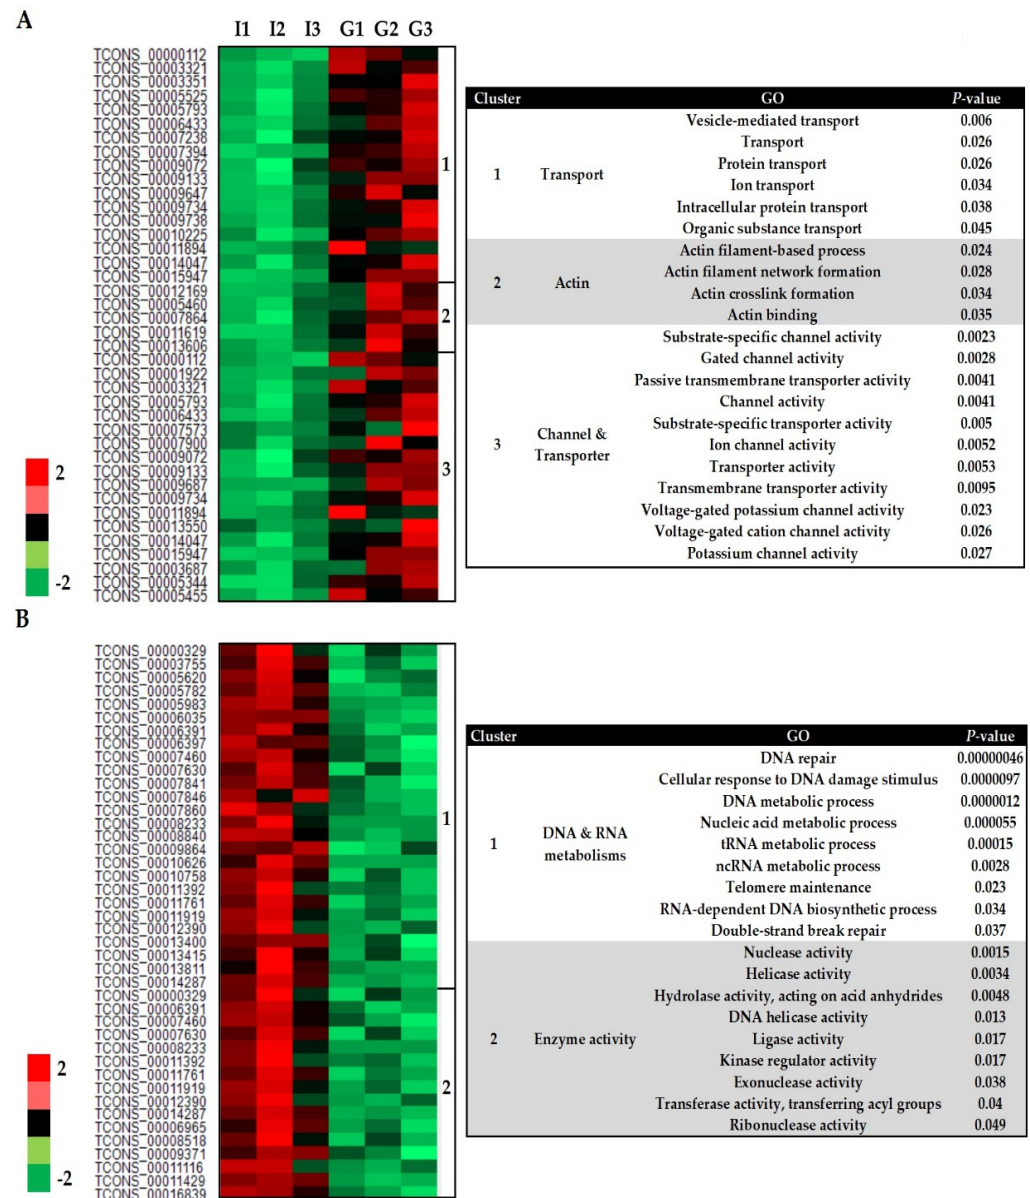 A
I1 I2 I3 G1 G2 G3
TCONS_00000112
TCONS_00003321
TCONS_00003351
TCONS_00005525
TCONS_00005793
TCONS_00006433
TCONS_00007238
TCONS_00007394
TCONS_00009072
TCONS_00009133
TCONS_00009647
TCONS_00009734
TCONS_00009738
TCONS_00010225
TCONS_00011894
TCONS_00014047
TCONS_00015947
TCONS_00012169
TCONS_00005460
TCONS_00007864
TCONS_00011619
TCONS_00013606
TCONS_00000112
TCONS_00001922
TCONS_00003321
TCONS_00005793
TCONS_00006433
TCONS_00007573
TCONS_00007900
TCONS_00009072
TCONS_00009133
TCONS_00009687
TCONS_00009734
TCONS_00011894
TCONS_00013550
TCONS_00014047
TCONS_00015947
TCONS_00003687
TCONS_00005344
TCONS_00005455
1
2
3
2
-2
Cluster GO P-value
Vesicle-mediated transport 0.006
Transport 0.026
Protein transport 0.026
1 Transport Ion transport 0.034
Intracellular protein transport 0.038
Organic substance transport 0.045
Actin filament-based process 0.024
Actin filament network formation 0.028
2 Actin Actin crosslink formation 0.034
Actin binding 0.035
Substrate-specific channel activity 0.0023
Gated channel activity 0.0028
Passive transmembrane transporter activity 0.0041
Channel activity 0.0041
Substrate-specific transporter activity 0.005
3 Channel & Transporter Ion channel activity 0.0052
Transporter activity 0.0053
Transmembrane transporter activity 0.0095
Voltage-gated potassium channel activity 0.023
Voltage-gated cation channel activity 0.026
Potassium channel activity 0.027
B
TCONS_00000329
TCONS_00003755
TCONS_00005620
TCONS_00005782
TCONS_00005983
TCONS_00006035
TCONS_00006391
TCONS_00006397
TCONS_00007460
TCONS_00007630
TCONS_00007841
TCONS_00007846
TCONS_00007860
TCONS_00008233
TCONS_00008840
TCONS_00009864
TCONS_00010626
TCONS_00010758
TCONS_00011392
TCONS_00011761
TCONS_00011919
TCONS_00012390
TCONS_00013400
TCONS_00013415
TCONS_00013811
TCONS_00014287
TCONS_00000329
TCONS_00006391
TCONS_00007460
TCONS_00007630
TCONS_00008233
TCONS_00011392
TCONS_00011761
TCONS_00011919
TCONS_00012390
TCONS_00014287
TCONS_00006965
TCONS_00008518
TCONS_00009371
TCONS_00011116
TCONS_00011429
TCONS_00016839
1
2
2
-2
Cluster GO P-value
DNA repair 0.00000046
Cellular response to DNA damage stimulus 0.0000097
DNA metabolic process 0.0000012
Nucleic acid metabolic process 0.000055
1 DNA & RNA metabolisms tRNA metabolic process 0.00015
ncRNA metabolic process 0.0028
Telomere maintenance 0.023
RNA-dependent DNA biosynthetic process 0.034
Double-strand break repair 0.037
Nuclease activity 0.0015
Helicase activity 0.0034
Hydrolase activity, acting on acid anhydrides 0.0048
DNA helicase activity 0.013
2 Enzyme activity Ligase activity 0.017
Kinase regulator activity 0.017
Exonuclease activity 0.038
Transferase activity, transferring acyl groups 0.04
Ribonuclease activity 0.049